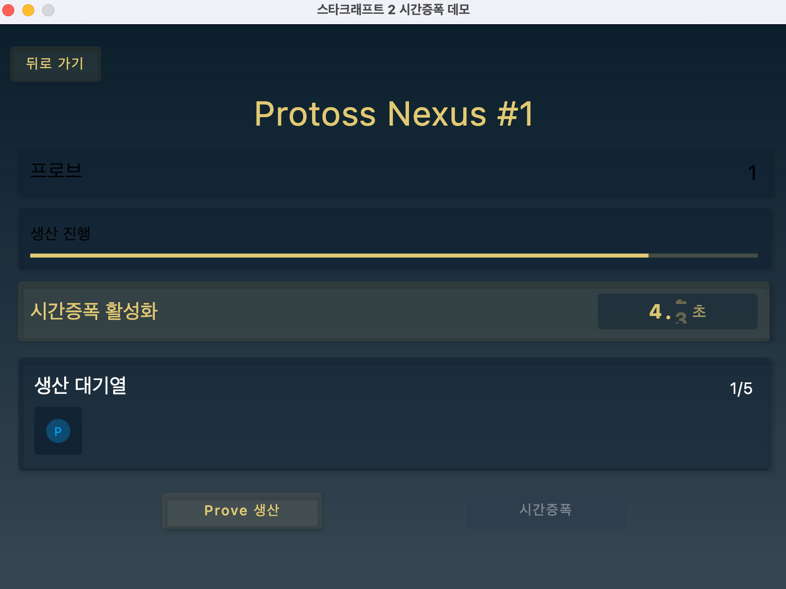 스타크래프트 2 시간증폭 데모
뒤로 가기
Protoss Nexus #1
프로브 1
생산 진행
시간증폭 활성화 4. 초
생산 대기열 1/5
P
Prove 생산 시간증폭